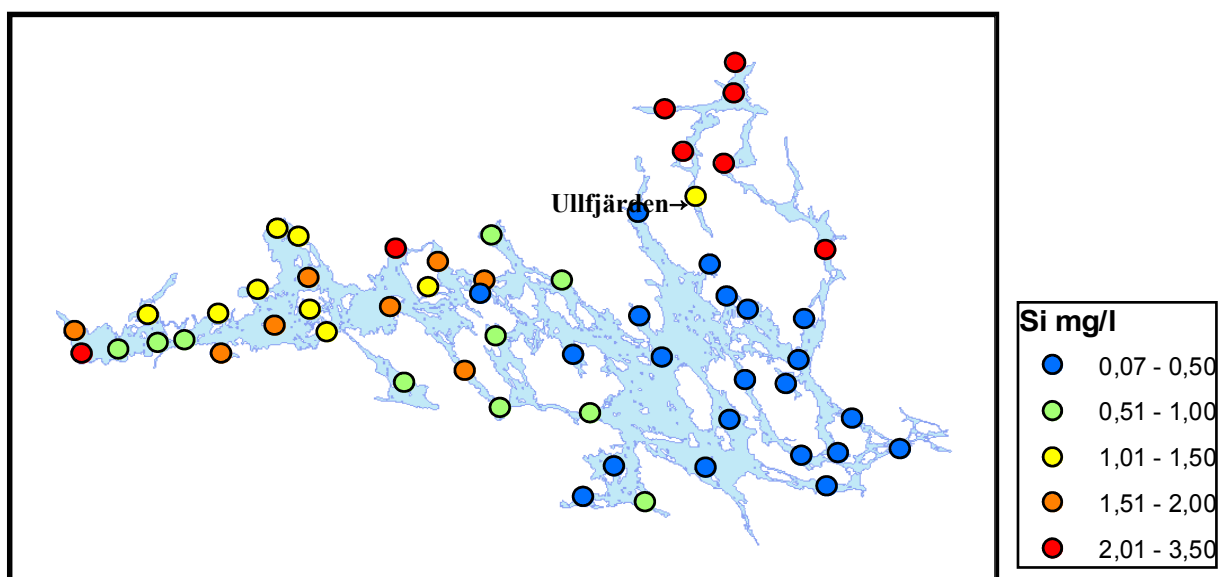 Ullfjärden→
Si mg/l
0,07 - 0,50
0,51 - 1,00
1,01 - 1,50
1,51 - 2,00
2,01 - 3,50